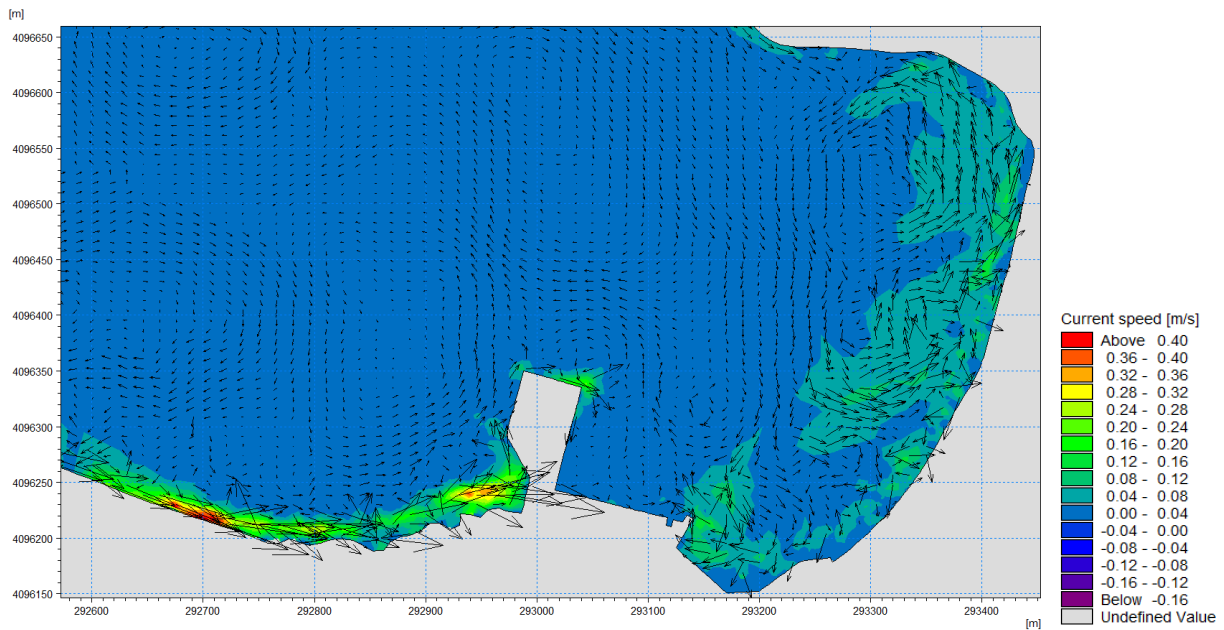 [m]
4096650
4096600
4096550
4096500
4096450
4096400
4096350
4096300
4096250
4096200
4096150
292600 292700 292800 292900 293000 293100 293200 293300 293400
[m]
Current speed [m/s]
Above 0.40
0.36 - 0.40
0.32 - 0.36
0.28 - 0.32
0.24 - 0.28
0.20 - 0.24
0.16 - 0.20
0.12 - 0.16
0.08 - 0.12
0.04 - 0.08
0.00 - 0.04
-0.04 - 0.00
-0.08 - -0.04
-0.12 - -0.08
-0.16 - -0.12
Below -0.16
Undefined Value